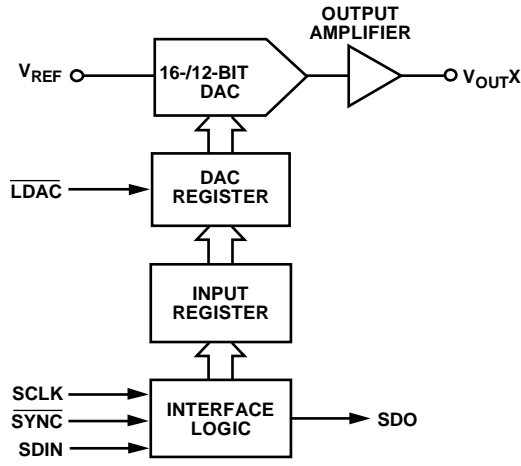 OUTPUT
AMPLIFIER
VREF
16-/12-BIT
DAC
VOUTX
LDAC
DAC
REGISTER
INPUT
REGISTER
SCLK
SYNC
SDIN
INTERFACE
LOGIC
SDO